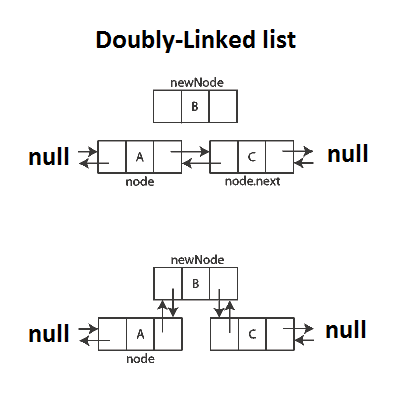 Doubly-Linked list
newNode
B
null A C null
node node.next
newNode
B
null A C null
node